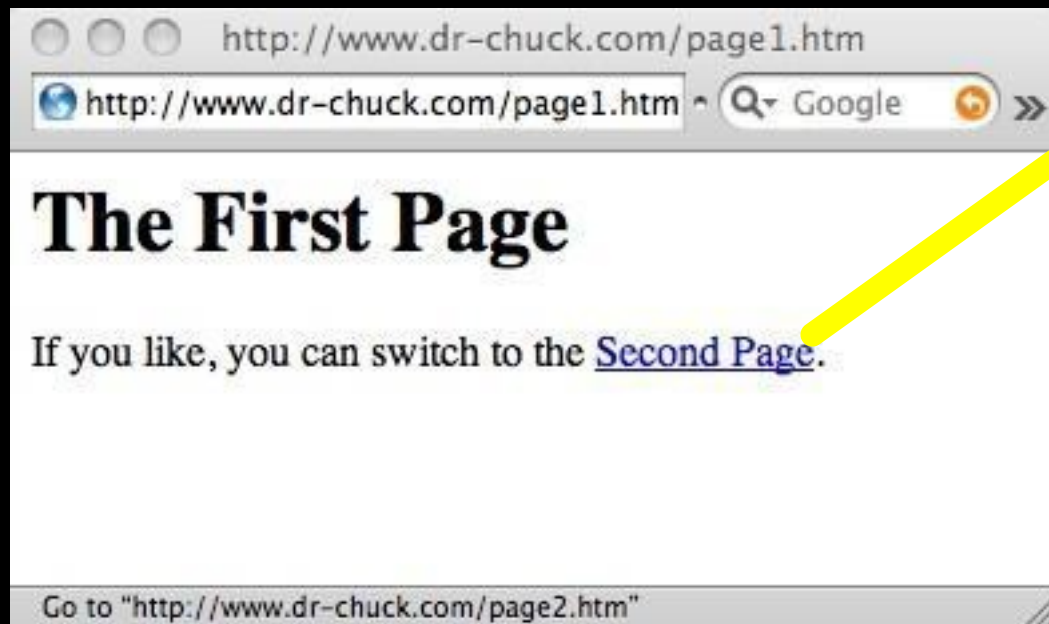 http://www.dr-chuck.com/page1.htm
http://www.dr-chuck.com/page1.htm Google
The First Page
If you like, you can switch to the Second Page.
Go to "http://www.dr-chuck.com/page2.htm"